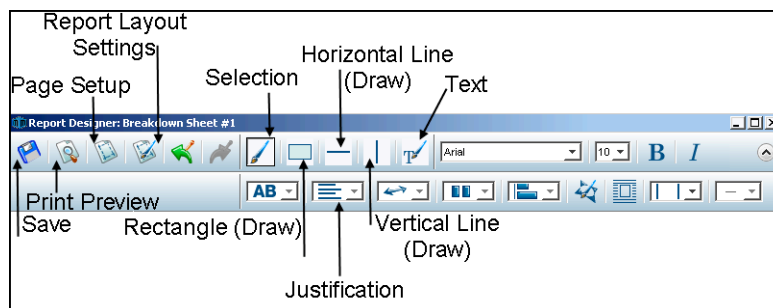 Report Layout
Settings
Horizontal Line
(Draw)
Page Setup
Selection
Text
Report Designer: Breakdown Sheet #1
Arial
10
B
I
AB
Print Preview
Save
Rectangle (Draw)
Vertical Line
(Draw)
Justification